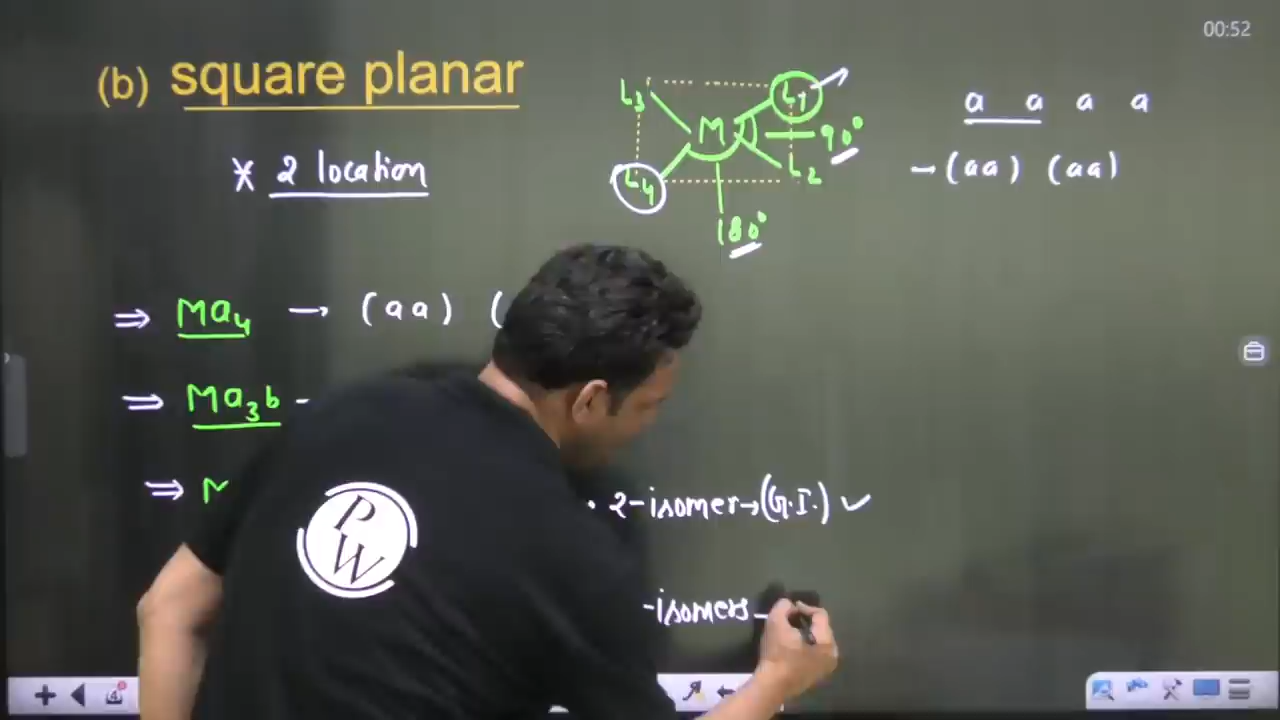 00:52
(b) square planar
* 2 location
L3
L1
M
90°
L4
L2
180°
a a a a
→ (aa) (aa)
⇒ Ma4 → (aa) (
⇒ Ma3b -
⇒ M
2-isomer→(G.I.) ✓
-isomers
PW